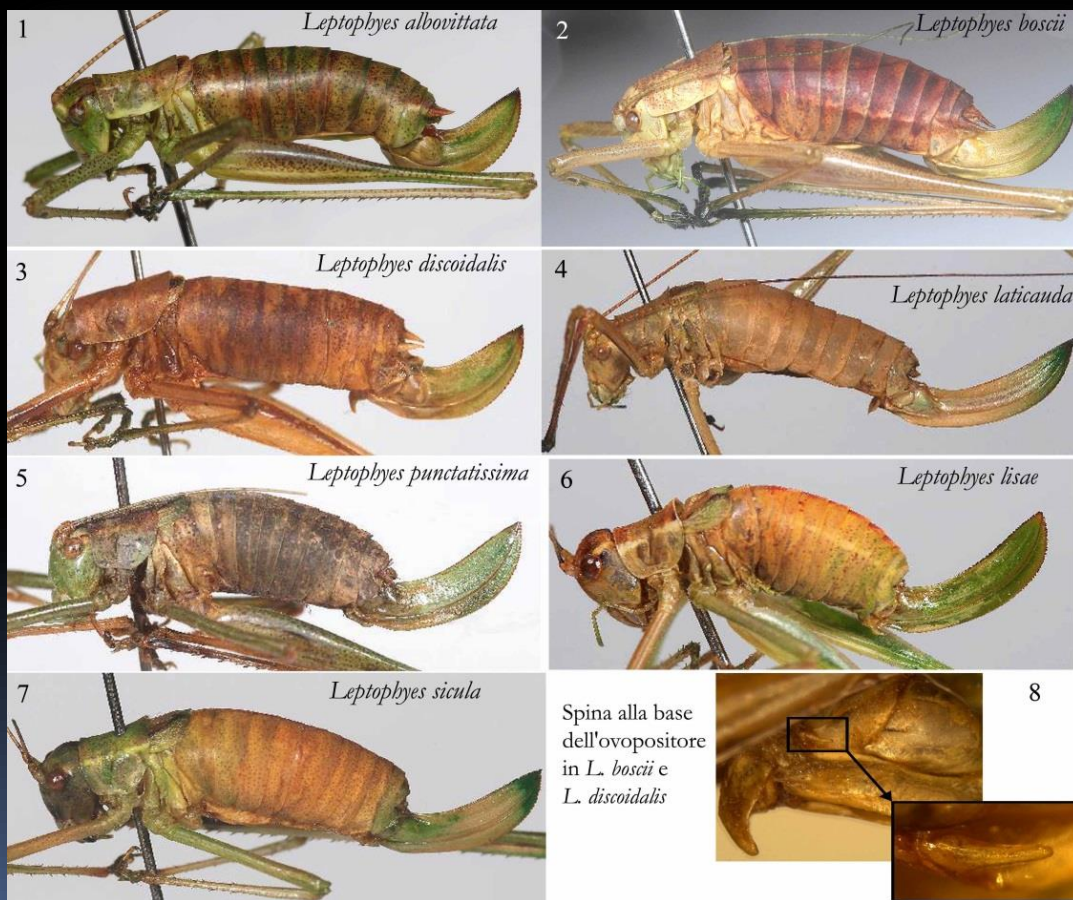 1 Leptophyes albovittata
2 Leptophyes boscii
3 Leptophyes discoidalis
4 Leptophyes laticauda
5 Leptophyes punctatissima
6 Leptophyes lisae
7 Leptophyes sicula
8
Spina alla base
dell'ovopositore
in L. boscii e
L. discoidalis